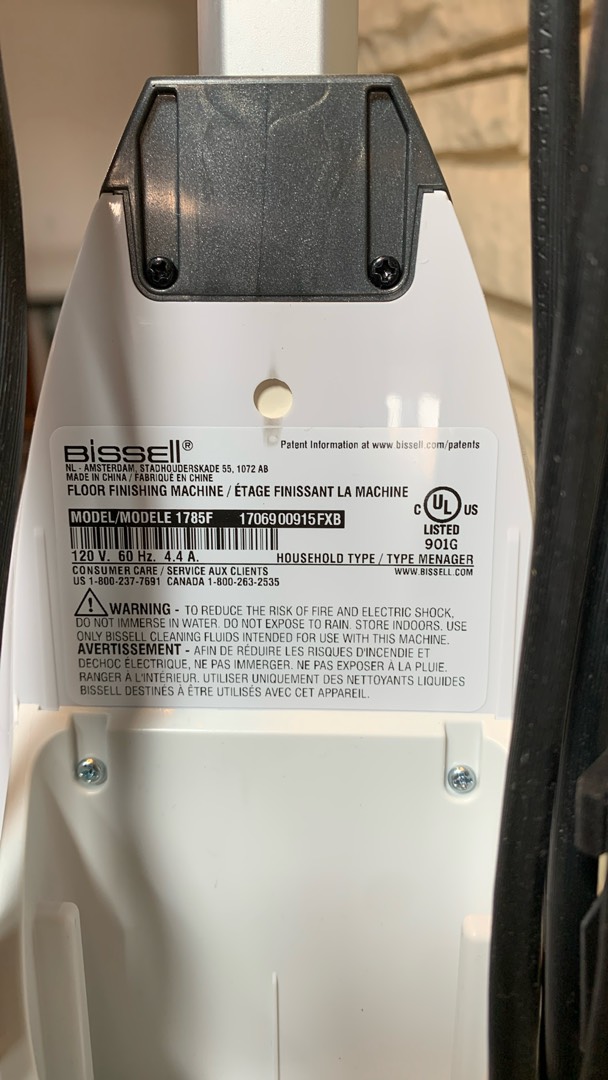 BISSELL®
Patent Information at www.bissell.com/patents
NL - AMSTERDAM, STADHOUDERSKADE 55, 1072 AB
MADE IN CHINA / FABRIQUÉ EN CHINE
FLOOR FINISHING MACHINE / ÉTAGE FINISSANT LA MACHINE
MODEL/MODELE 1785F 1706900915FXB
C UL US
LISTED
901G
120 V. 60 Hz. 4.4 A. HOUSEHOLD TYPE / TYPE MENAGER
CONSUMER CARE / SERVICE AUX CLIENTS WWW.BISSELL.COM
US 1-800-237-7691 CANADA 1-800-263-2535
WARNING - TO REDUCE THE RISK OF FIRE AND ELECTRIC SHOCK,
DO NOT IMMERSE IN WATER. DO NOT EXPOSE TO RAIN. STORE INDOORS. USE
ONLY BISSELL CLEANING FLUIDS INTENDED FOR USE WITH THIS MACHINE.
AVERTISSEMENT - AFIN DE RÉDUIRE LES RISQUES D'INCENDIE ET
DECHOC ÉLECTRIQUE, NE PAS IMMERGER. NE PAS EXPOSER À LA PLUIE.
RANGER À L'INTÉRIEUR. UTILISER UNIQUEMENT DES NETTOYANTS LIQUIDES
BISSELL DESTINÉS À ÊTRE UTILISÉS AVEC CET APPAREIL.